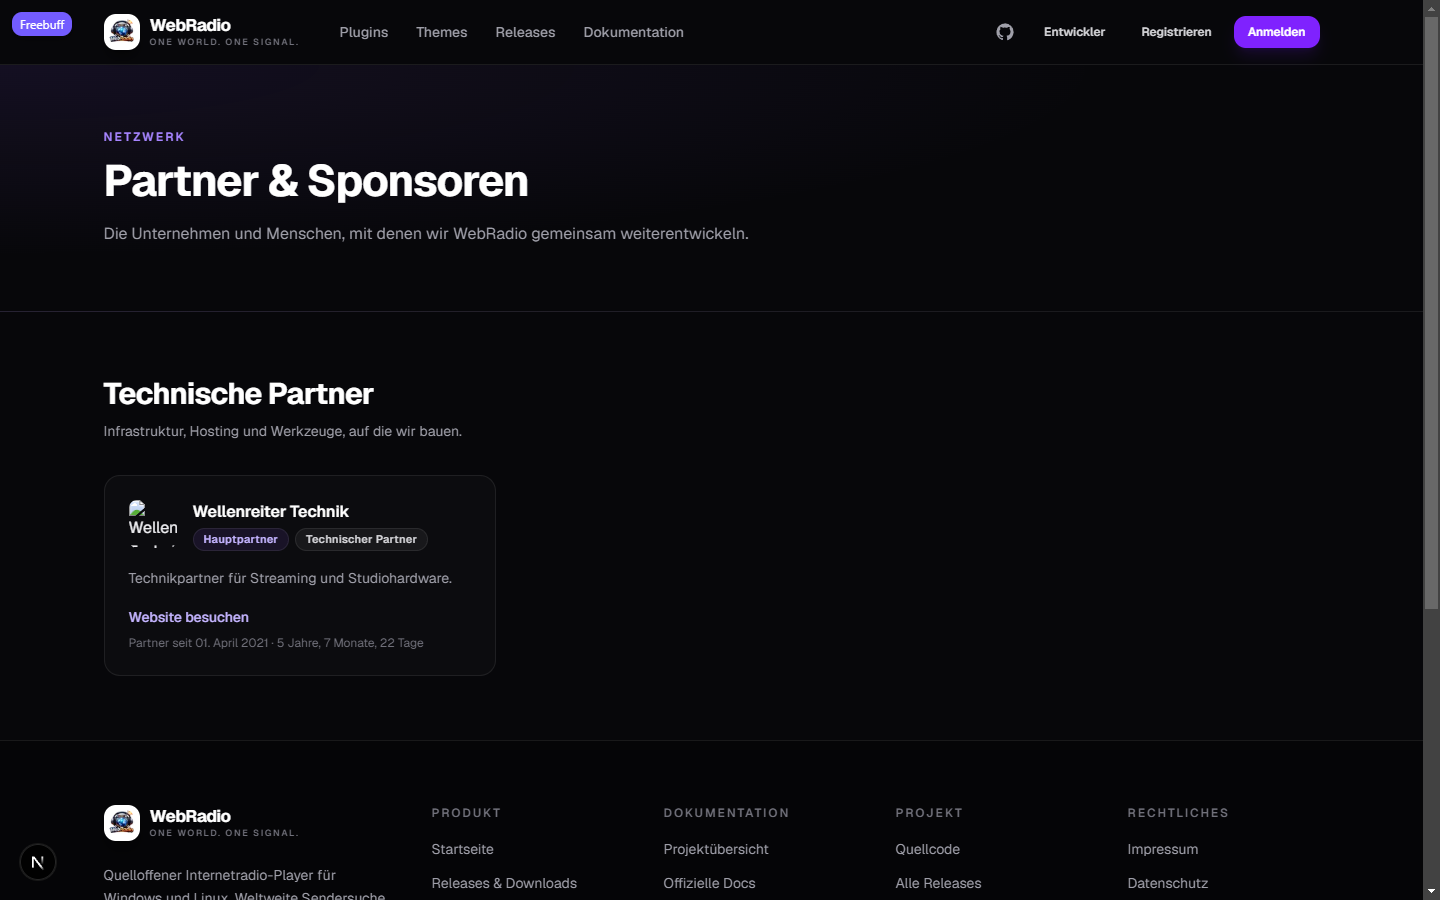 Freebuff
WebRadio
ONE WORLD. ONE SIGNAL.
Plugins
Themes
Releases
Dokumentation
Entwickler
Registrieren
Anmelden
NETZWERK
Partner & Sponsoren
Die Unternehmen und Menschen, mit denen wir WebRadio gemeinsam weiterentwickeln.
Technische Partner
Infrastruktur, Hosting und Werkzeuge, auf die wir bauen.
Wellen
Wellenreiter Technik
Hauptpartner
Technischer Partner
Technikpartner für Streaming und Studiohardware.
Website besuchen
Partner seit 01. April 2021 · 5 Jahre, 7 Monate, 22 Tage
WebRadio
ONE WORLD. ONE SIGNAL.
Quelloffener Internetradio-Player für
Windows und Linux. Weltweite Sendersuche
PRODUKT
Startseite
Releases & Downloads
DOKUMENTATION
Projektübersicht
Offizielle Docs
PROJEKT
Quellcode
Alle Releases
RECHTLICHES
Impressum
Datenschutz
N